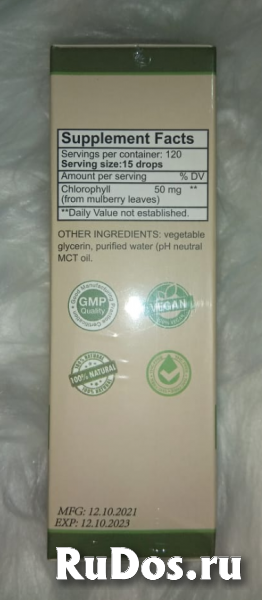 Supplement Facts
Servings per container: 120
Serving size:15 drops
Amount per serving % DV
Chlorophyll 50 mg **
(from mulberry leaves)
**Daily Value not established.
OTHER INGREDIENTS: vegetable
glycerin, purified water (pH neutral
MCT oil.
GMP
Quality
VEGAN
100% NATURAL
MFG: 12.10.2021
EXP: 12.10.2023
RuDos.ru